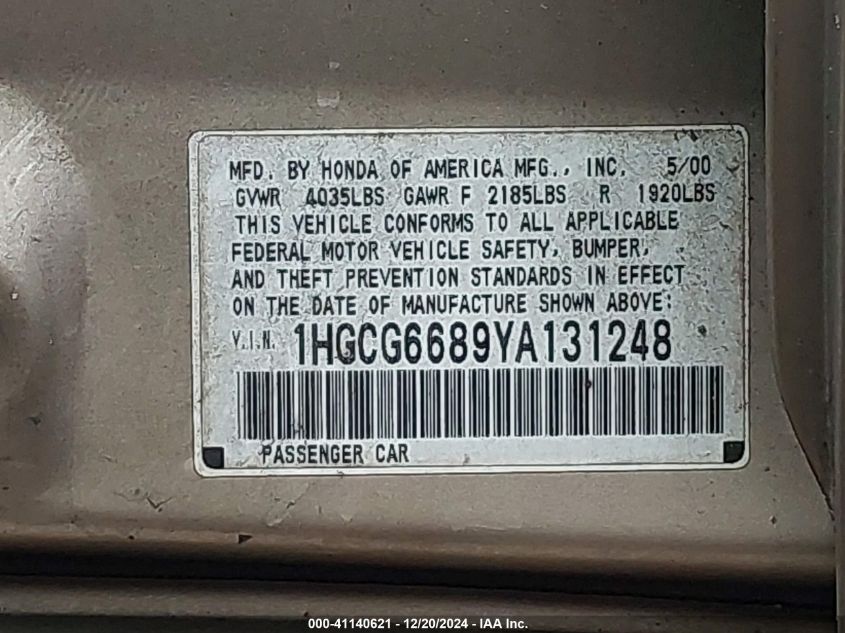 MFD. BY HONDA OF AMERICA MFG., INC. 5/00
GVWR 4035LBS GAWR F 2185LBS R 1920LBS
THIS VEHICLE CONFORMS TO ALL APPLICABLE
FEDERAL MOTOR VEHICLE SAFETY, BUMPER,
AND THEFT PREVENTION STANDARDS IN EFFECT
ON THE DATE OF MANUFACTURE SHOWN ABOVE:
V.I.N. 1HGCG6689YA131248
PASSENGER CAR
000-41140621 - 12/20/2024 - IAA Inc.